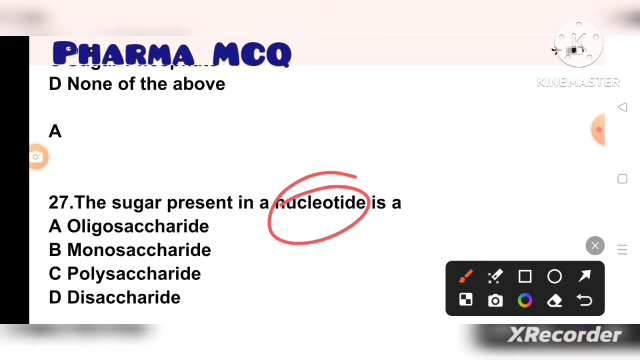 PHARMA MCQ
KINEMASTER
D None of the above
A
27.The sugar present in a nucleotide is a
A Oligosaccharide
B Monosaccharide
C Polysaccharide
D Disaccharide
XRecorder